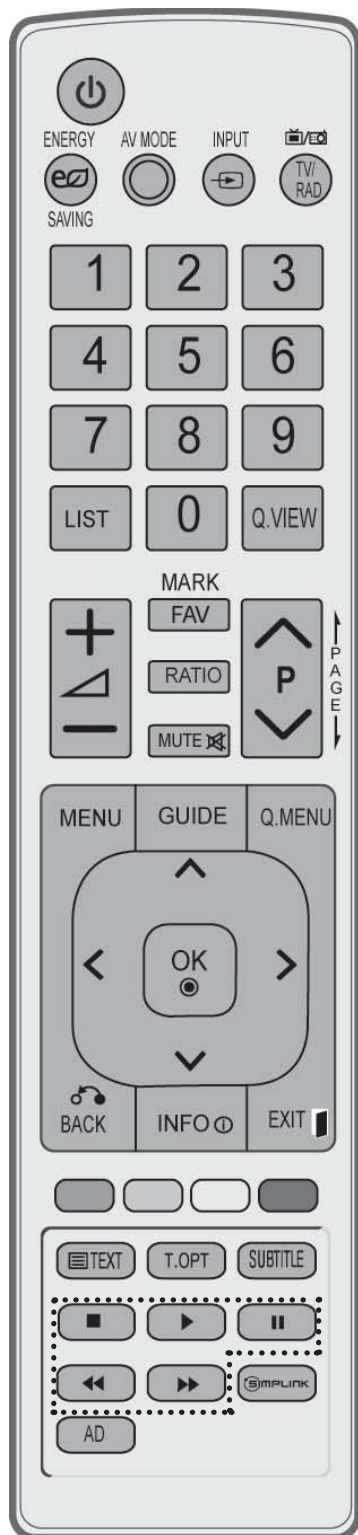 ENERGY AV MODE INPUT
TV/
RAD
SAVING
1 2 3
4 5 6
7 8 9
LIST 0 Q.VIEW
MARK
FAV
RATIO
MUTE
P
PAGE
MENU GUIDE Q.MENU
OK
BACK INFO EXIT
TEXT T.OPT SUBTITLE
SIMPLINK
AD